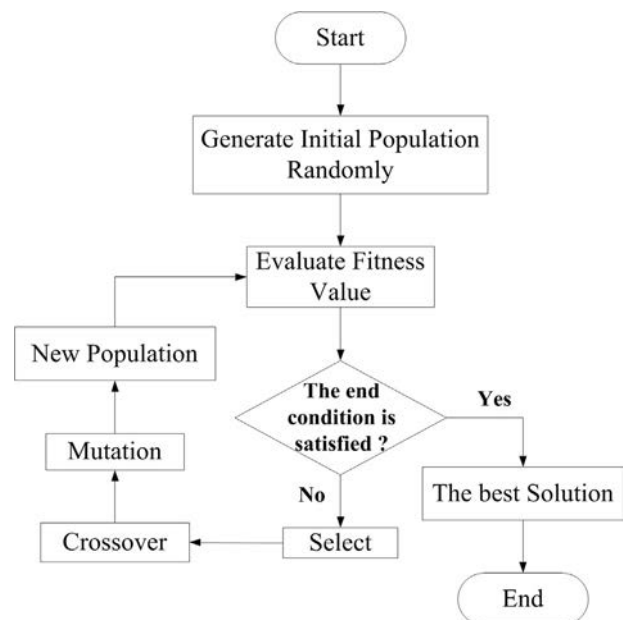 Start
Generate Initial Population
Randomly
Evaluate Fitness
Value
New Population
The end
condition is
satisfied ?
Yes
Mutation
No
The best Solution
Crossover
Select
End